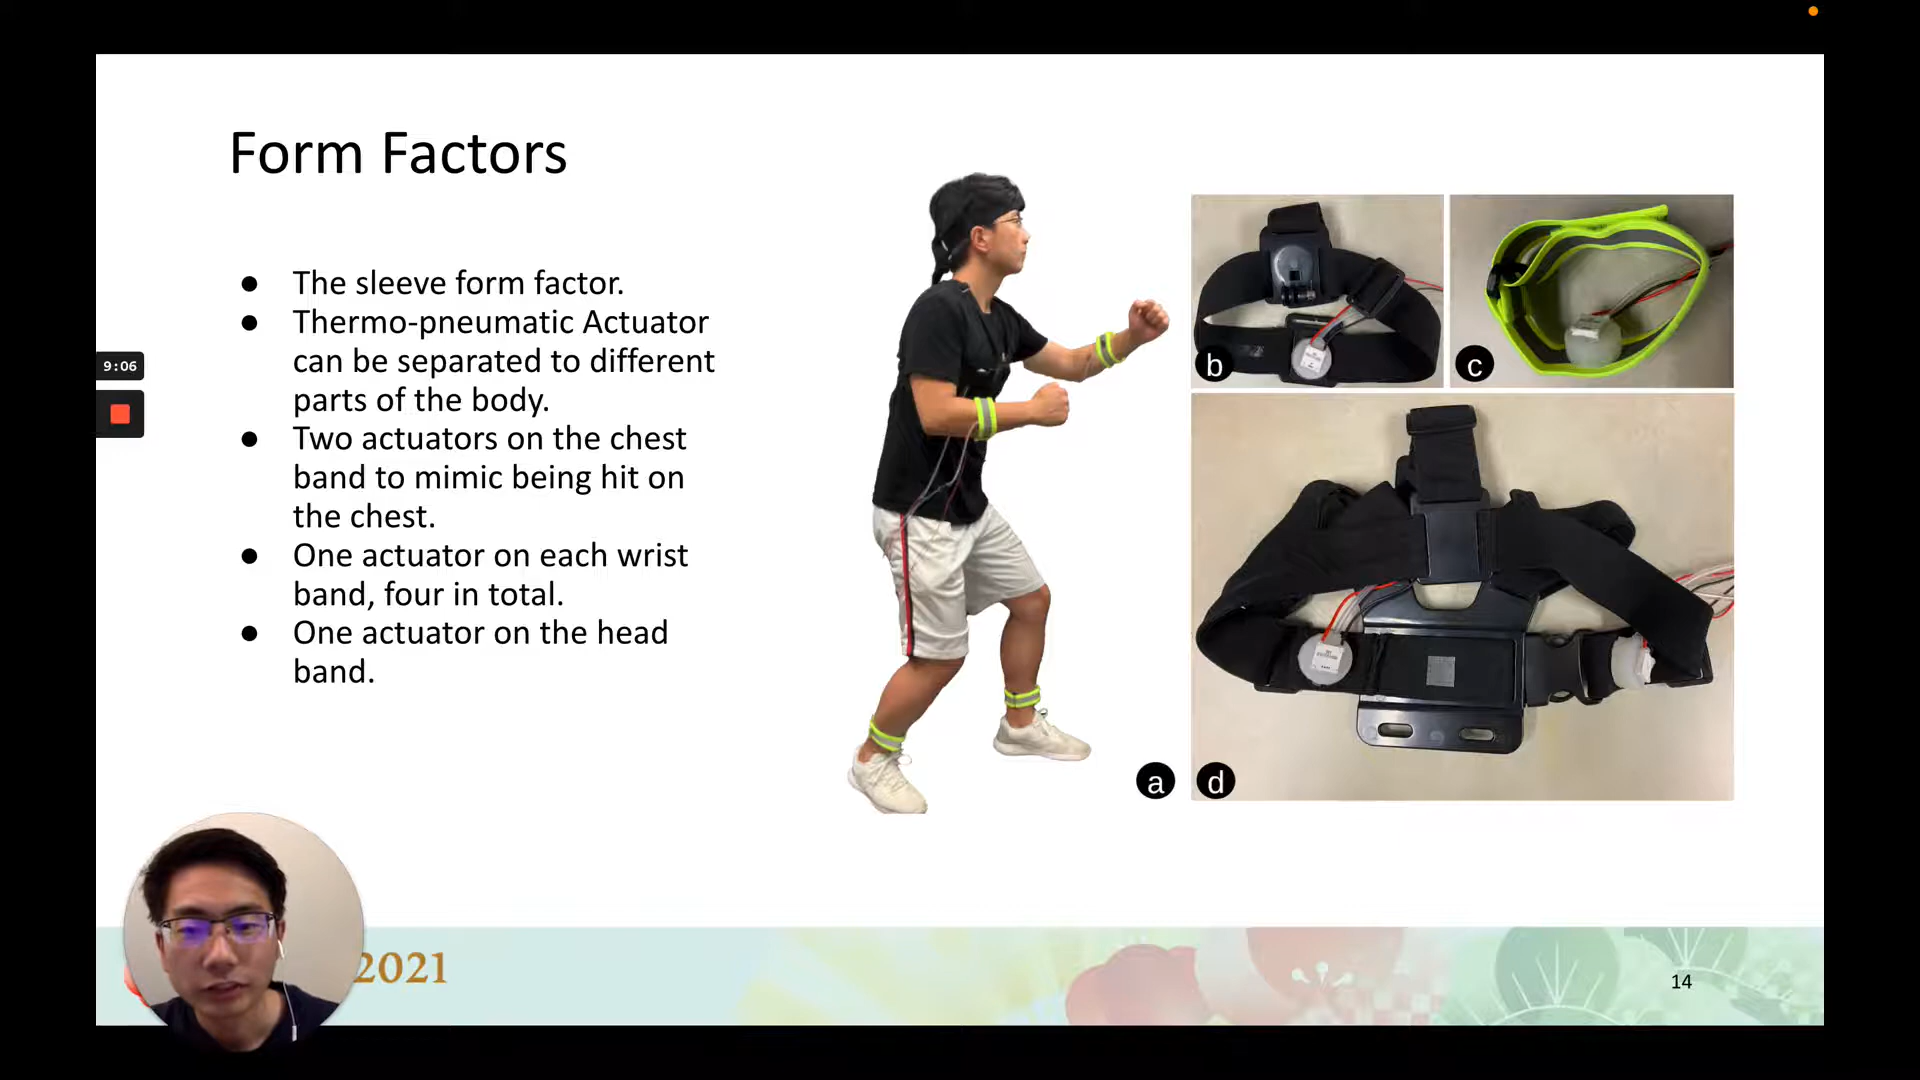 Form Factors
● The sleeve form factor.
● Thermo-pneumatic Actuator
can be separated to different
parts of the body.
● Two actuators on the chest
band to mimic being hit on
the chest.
● One actuator on each wrist
band, four in total.
● One actuator on the head
band.
9:06
b
c
a
d
2021
14